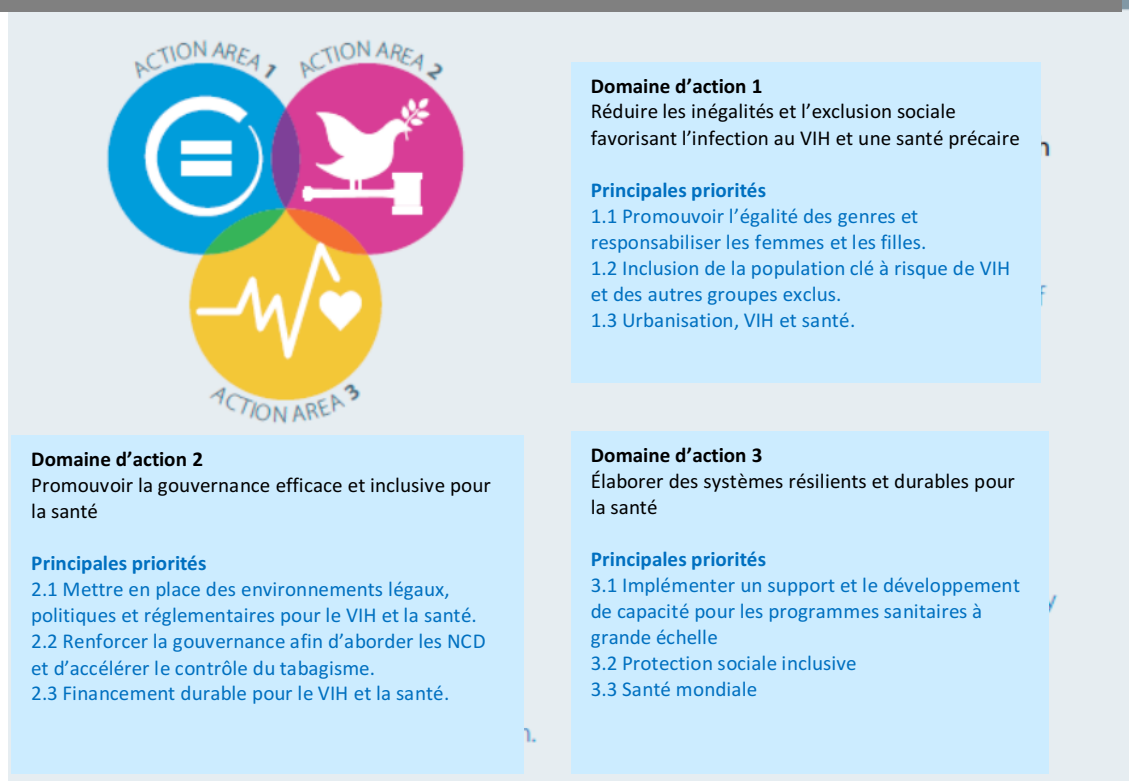 ACTION AREA 1
ACTION AREA 2
ACTION AREA 3
Domaine d’action 1
Réduire les inégalités et l’exclusion sociale
favorisant l’infection au VIH et une santé précaire
Principales priorités
1.1 Promouvoir l’égalité des genres et
responsabiliser les femmes et les filles.
1.2 Inclusion de la population clé à risque de VIH
et des autres groupes exclus.
1.3 Urbanisation, VIH et santé.
Domaine d’action 2
Promouvoir la gouvernance efficace et inclusive pour
la santé
Principales priorités
2.1 Mettre en place des environnements légaux,
politiques et réglementaires pour le VIH et la santé.
2.2 Renforcer la gouvernance afin d’aborder les NCD
et d’accélérer le contrôle du tabagisme.
2.3 Financement durable pour le VIH et la santé.
Domaine d’action 3
Élaborer des systèmes résilients et durables pour
la santé
Principales priorités
3.1 Implémenter un support et le développement
de capacité pour les programmes sanitaires à
grande échelle
3.2 Protection sociale inclusive
3.3 Santé mondiale